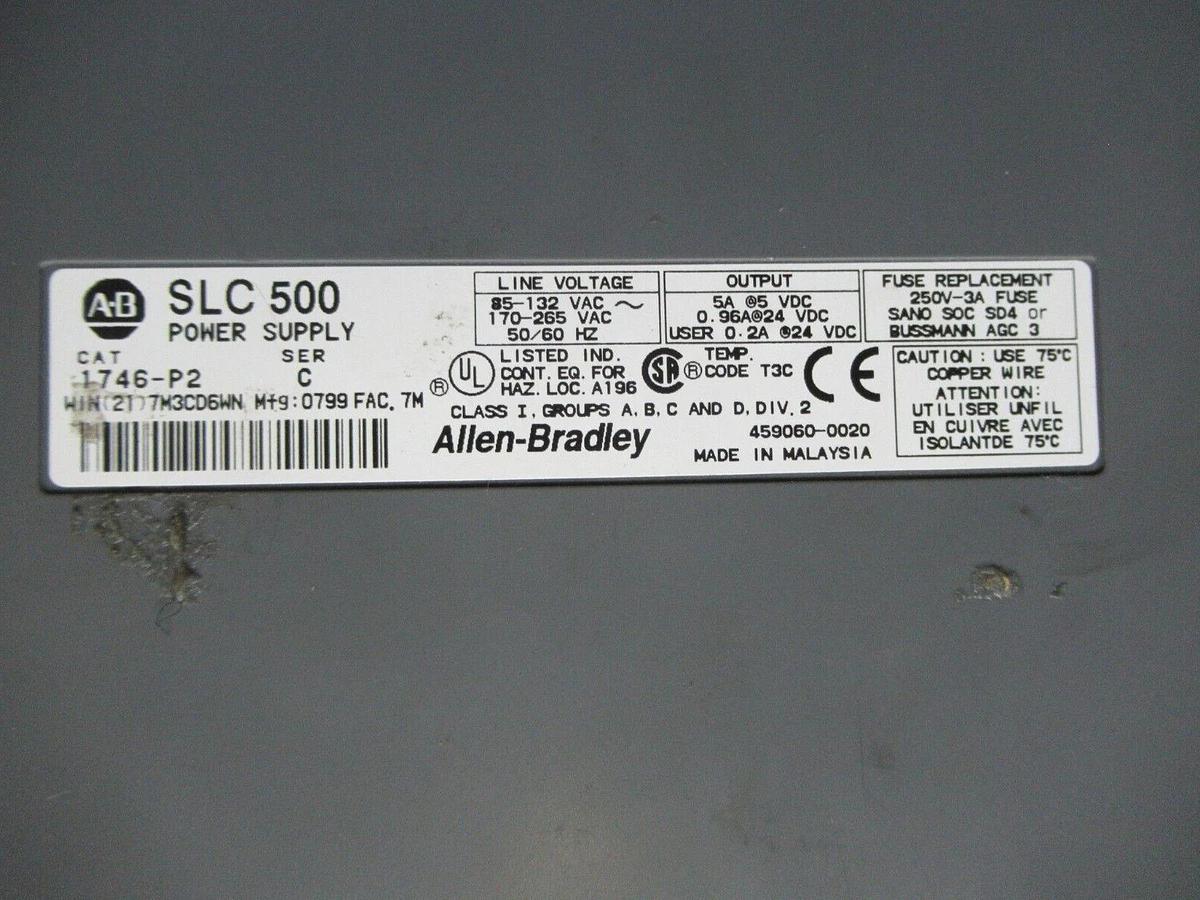 A-B
SLC 500
POWER SUPPLY
CAT SER
1746-P2 C
WIN(21)7M3CD6WN Mfg:0799 FAC. 7M
LINE VOLTAGE
85-132 VAC ~
170-265 VAC
50/60 HZ
OUTPUT
5A @5 VDC
0.96A@24 VDC
USER 0.2A @24 VDC
FUSE REPLACEMENT
250V-3A FUSE
SANO SOC SD4 or
BUSSMANN AGC 3
® UL
LISTED IND.
CONT. EQ. FOR
HAZ. LOC. A196
SA ®
TEMP.
CODE T3C
CE
CLASS I, GROUPS A, B, C AND D, DIV. 2
Allen-Bradley
459060-0020
MADE IN MALAYSIA
CAUTION : USE 75°C
COPPER WIRE
ATTENTION:
UTILISER UNFIL
EN CUIVRE AVEC
ISOLANTDE 75°C